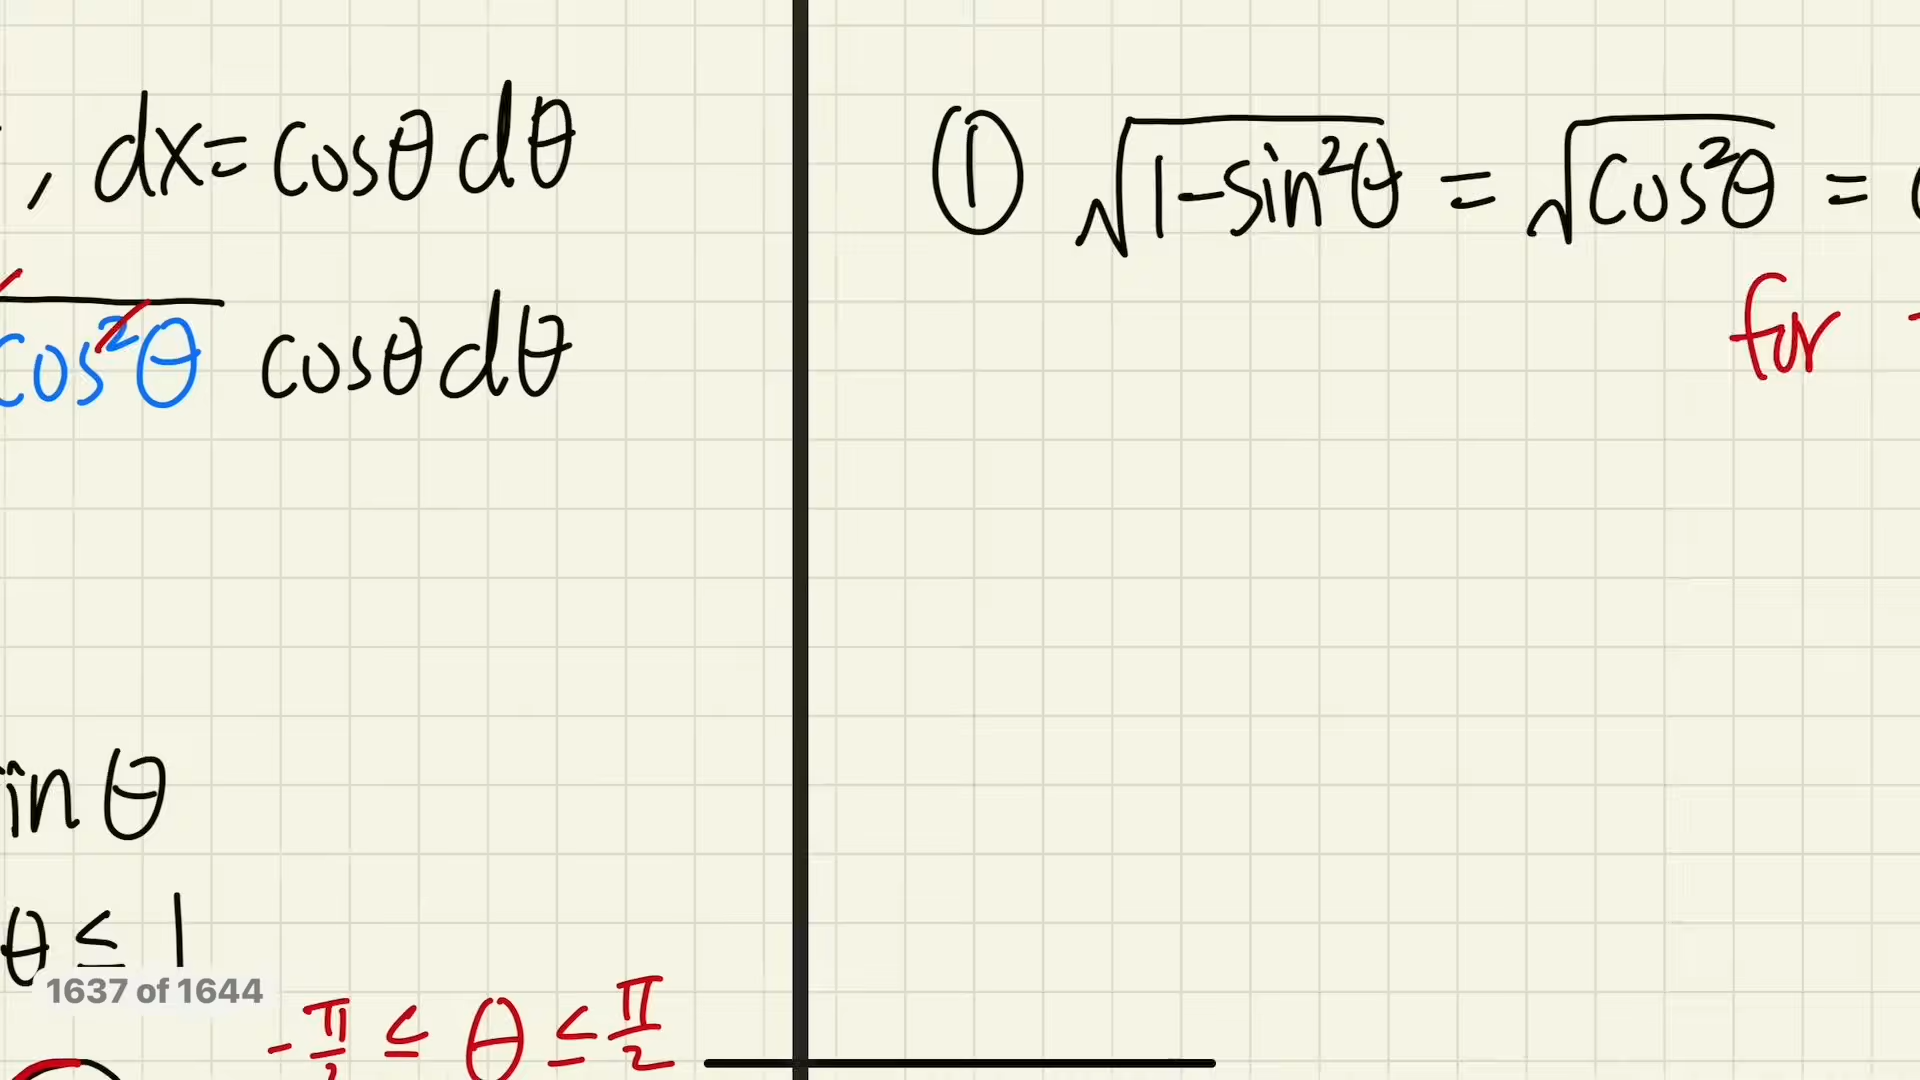 , dx = cosθ dθ
cos²θ cosθ dθ
in θ
θ ≤ 1
1637 of 1644
-π/2 ≤ θ ≤ π/2
① √(1-sin²θ) = √(cos²θ) =
for